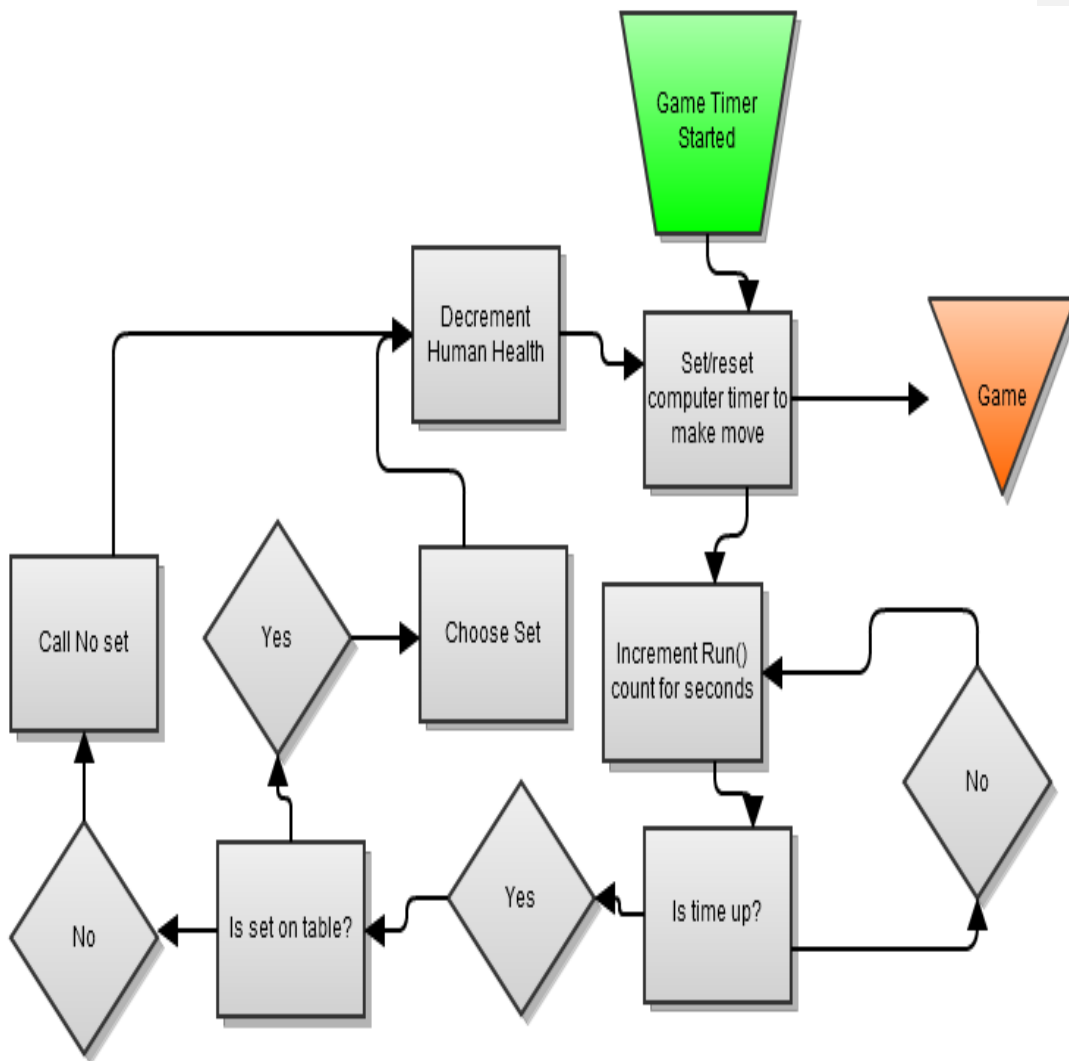 Game Timer
Started
Decrement
Human Health
Set/reset
computer timer to
make move
Game
Call No set
Yes
Choose Set
Increment Run()
count for seconds
No
No
Is set on table?
Yes
Is time up?